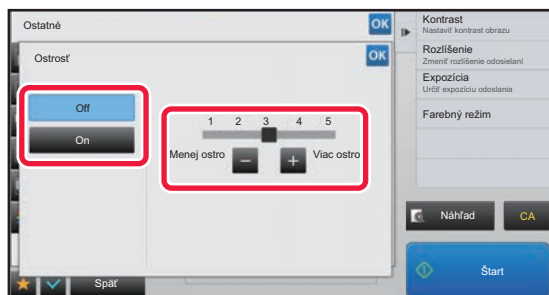 Ostatné
OK
Ostrosť
OK
Off
On
1 2 3 4 5
Menej ostro
Viac ostro
Kontrast
Nastaviť kontrast obrazu
Rozlíšenie
Zmeniť rozlíšenie odosielaní
Expozícia
Určiť expozíciu odoslania
Farebný režim
Náhľad
CA
Štart
Späť